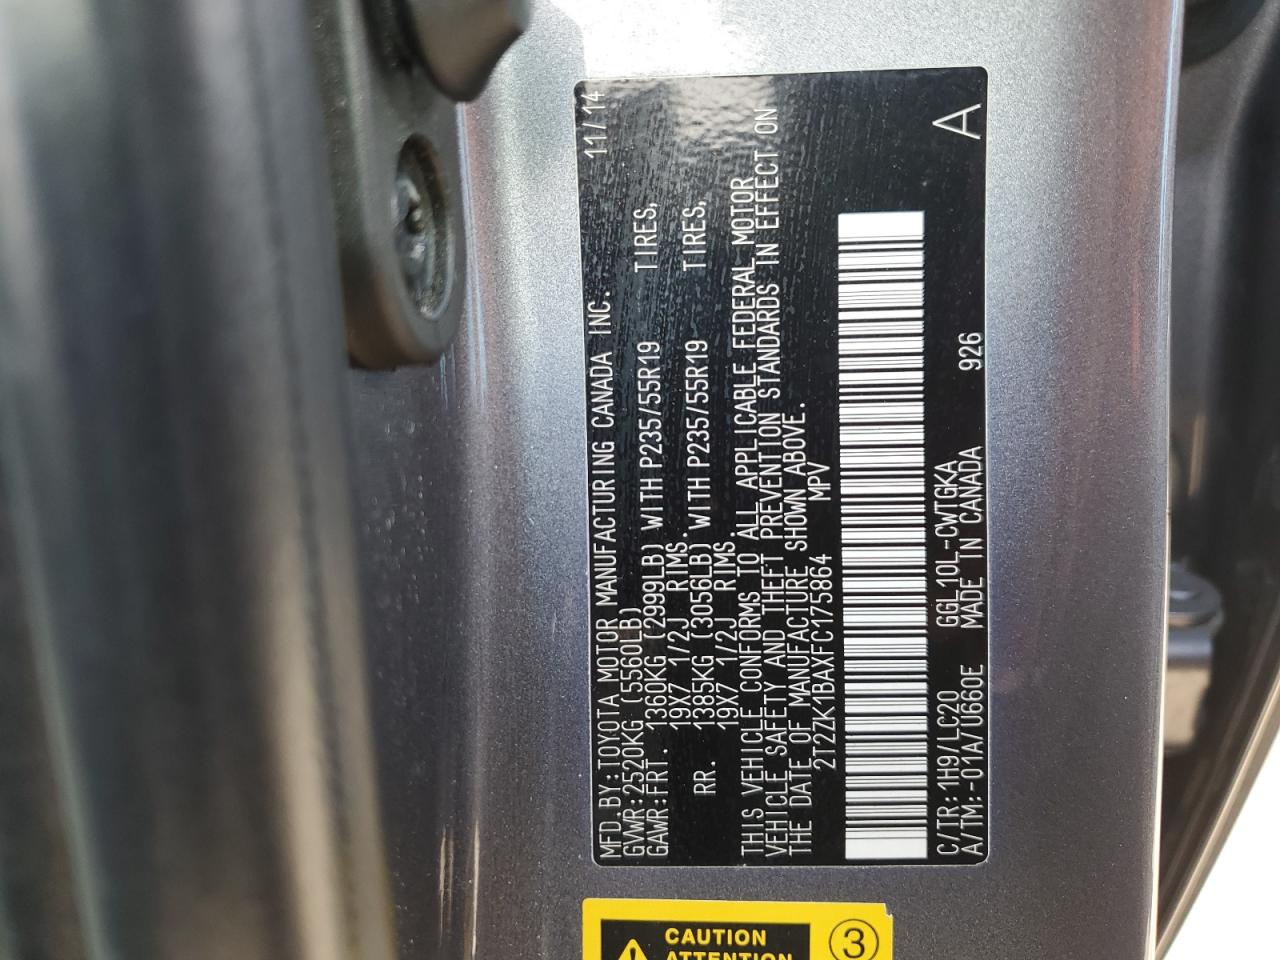 MFD.BY:TOYOTA MOTOR MANUFACTURING CANADA INC. 11/14
GVWR:2520KG (5560LB)
GAWR:FRT. 1360KG (2999LB) WITH P235/55R19 TIRES,
19X7 1/2J RIMS.
RR. 1385KG (3056LB) WITH P235/55R19 TIRES,
19X7 1/2J RIMS.
THIS VEHICLE CONFORMS TO ALL APPLICABLE FEDERAL MOTOR
VEHICLE SAFETY AND THEFT PREVENTION STANDARDS IN EFFECT ON
THE DATE OF MANUFACTURE SHOWN ABOVE.
2T2ZK1BAXFC175864 MPV
C/TR:1H9/LC20 GGL10L-CWTGKA
A/TM:-01A/U660E MADE IN CANADA 926 A
CAUTION
ATTENTION
3